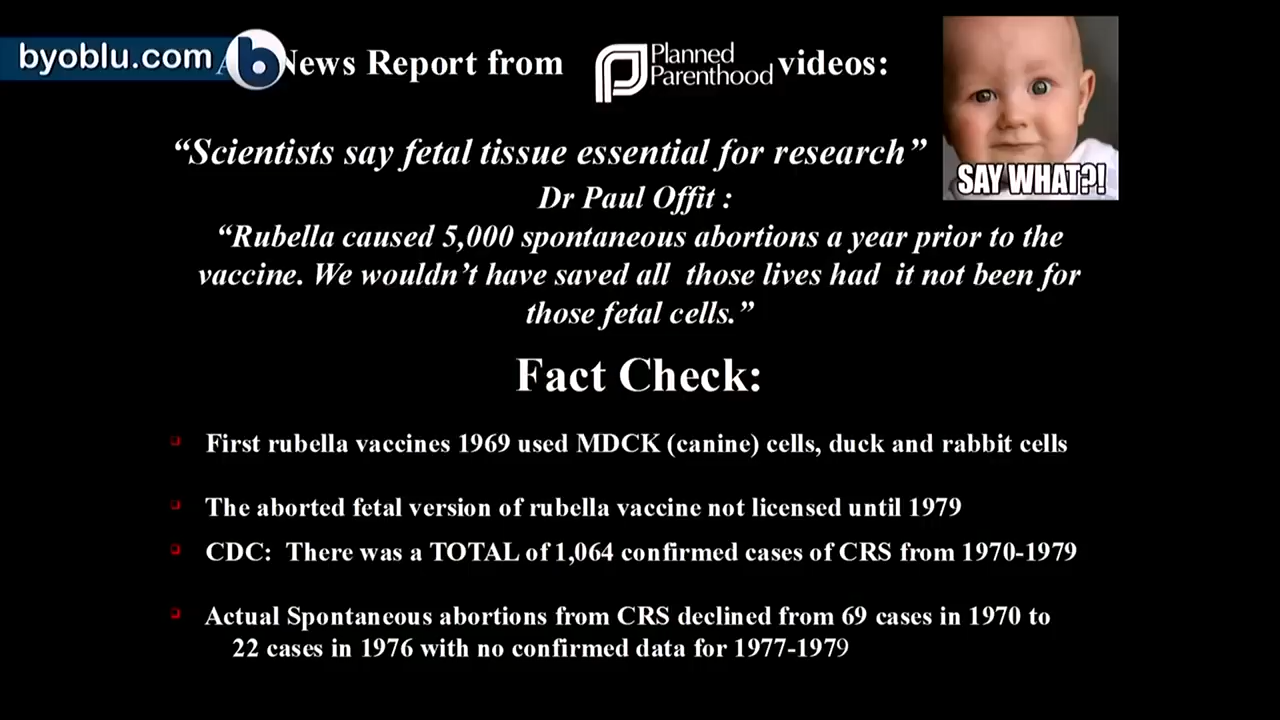 byoblu.com b
News Report from Planned Parenthood videos:
SAY WHAT?!
“Scientists say fetal tissue essential for research”
Dr Paul Offit :
“Rubella caused 5,000 spontaneous abortions a year prior to the
vaccine. We wouldn’t have saved all those lives had it not been for
those fetal cells.”
Fact Check:
First rubella vaccines 1969 used MDCK (canine) cells, duck and rabbit cells
The aborted fetal version of rubella vaccine not licensed until 1979
CDC: There was a TOTAL of 1,064 confirmed cases of CRS from 1970-1979
Actual Spontaneous abortions from CRS declined from 69 cases in 1970 to
22 cases in 1976 with no confirmed data for 1977-1979